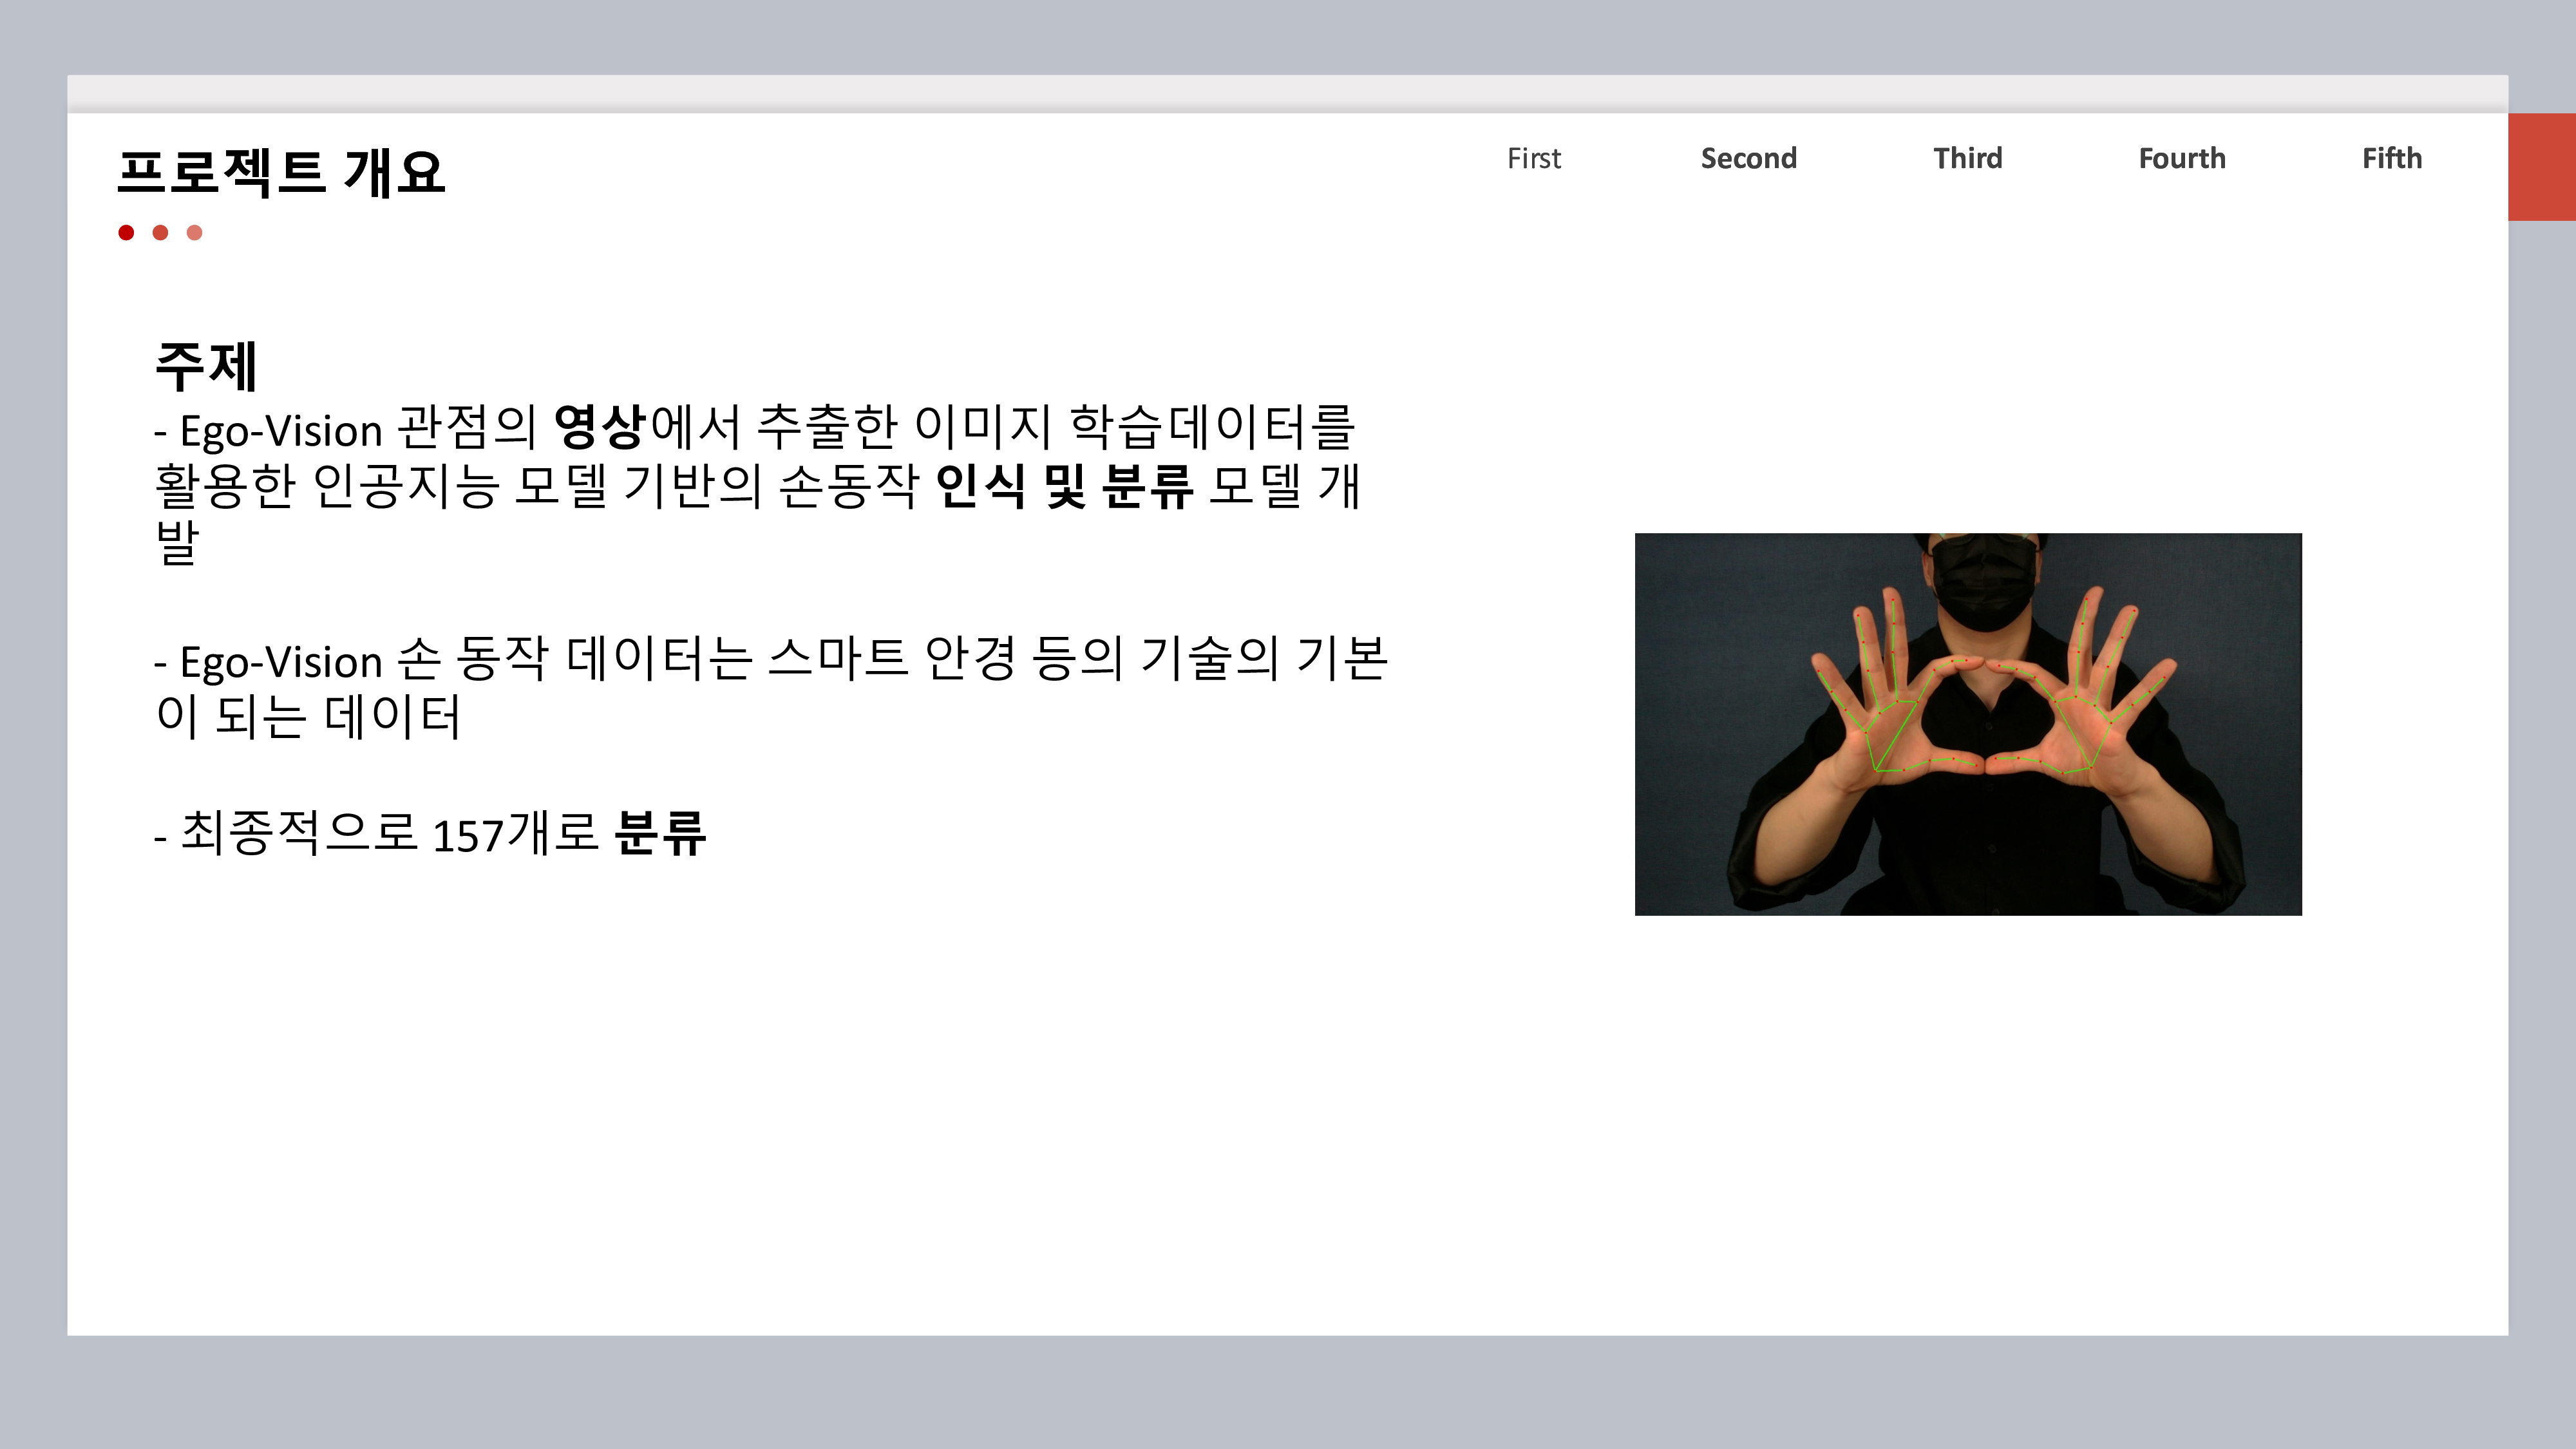 프로젝트 개요
First Second Third Fourth Fifth
주제
- Ego-Vision 관점의 영상에서 추출한 이미지 학습데이터를
활용한 인공지능 모델 기반의 손동작 인식 및 분류 모델 개
발
- Ego-Vision 손 동작 데이터는 스마트 안경 등의 기술의 기본
이 되는 데이터
- 최종적으로 157개로 분류